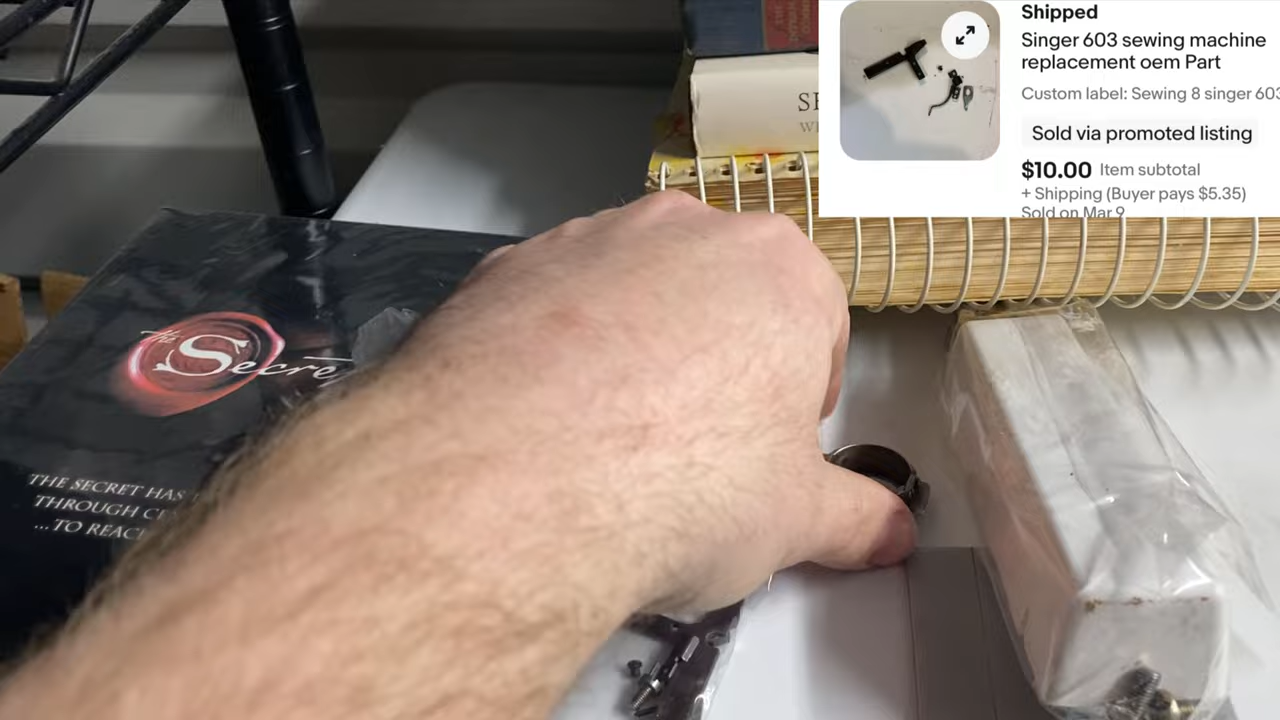 Shipped
Singer 603 sewing machine
replacement oem Part
Custom label: Sewing 8 singer 603
Sold via promoted listing
$10.00 Item subtotal
+ Shipping (Buyer pays $5.35)
Sold on Mar 9
The Secret
THE SECRET HAS
THROUGH
...TO